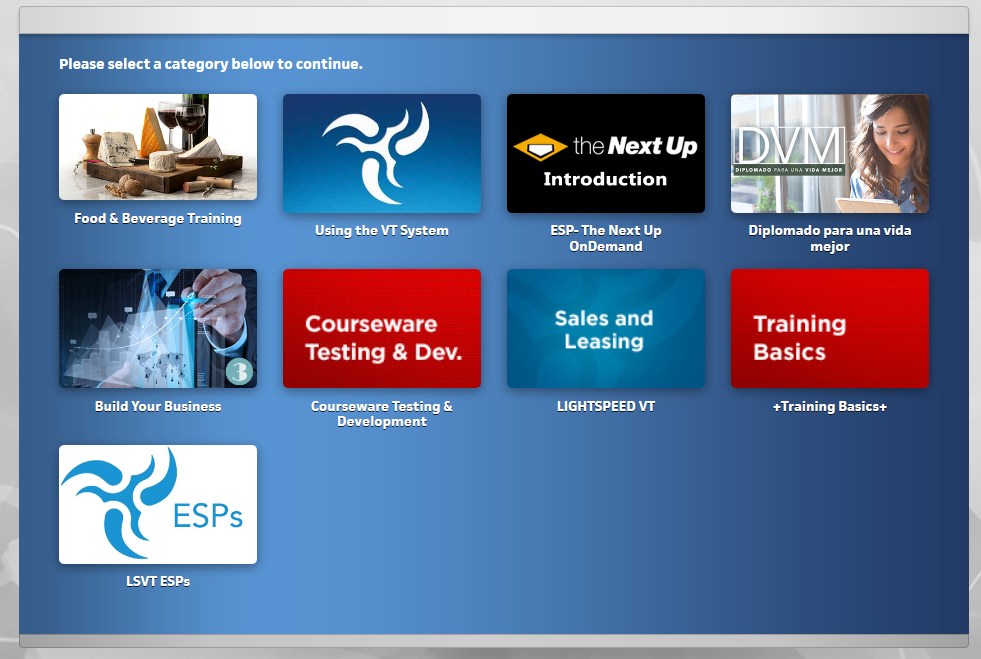 Please select a category below to continue.
Food & Beverage Training
Using the VT System
the Next Up
Introduction
ESP- The Next Up
OnDemand
DVM
DIPLOMADO PARA UNA VIDA MEJOR
Diplomado para una vida
mejor
3
Build Your Business
Courseware
Testing & Dev.
Courseware Testing &
Development
Sales and
Leasing
LIGHTSPEED VT
Training
Basics
+Training Basics+
ESPs
LSVT ESPs